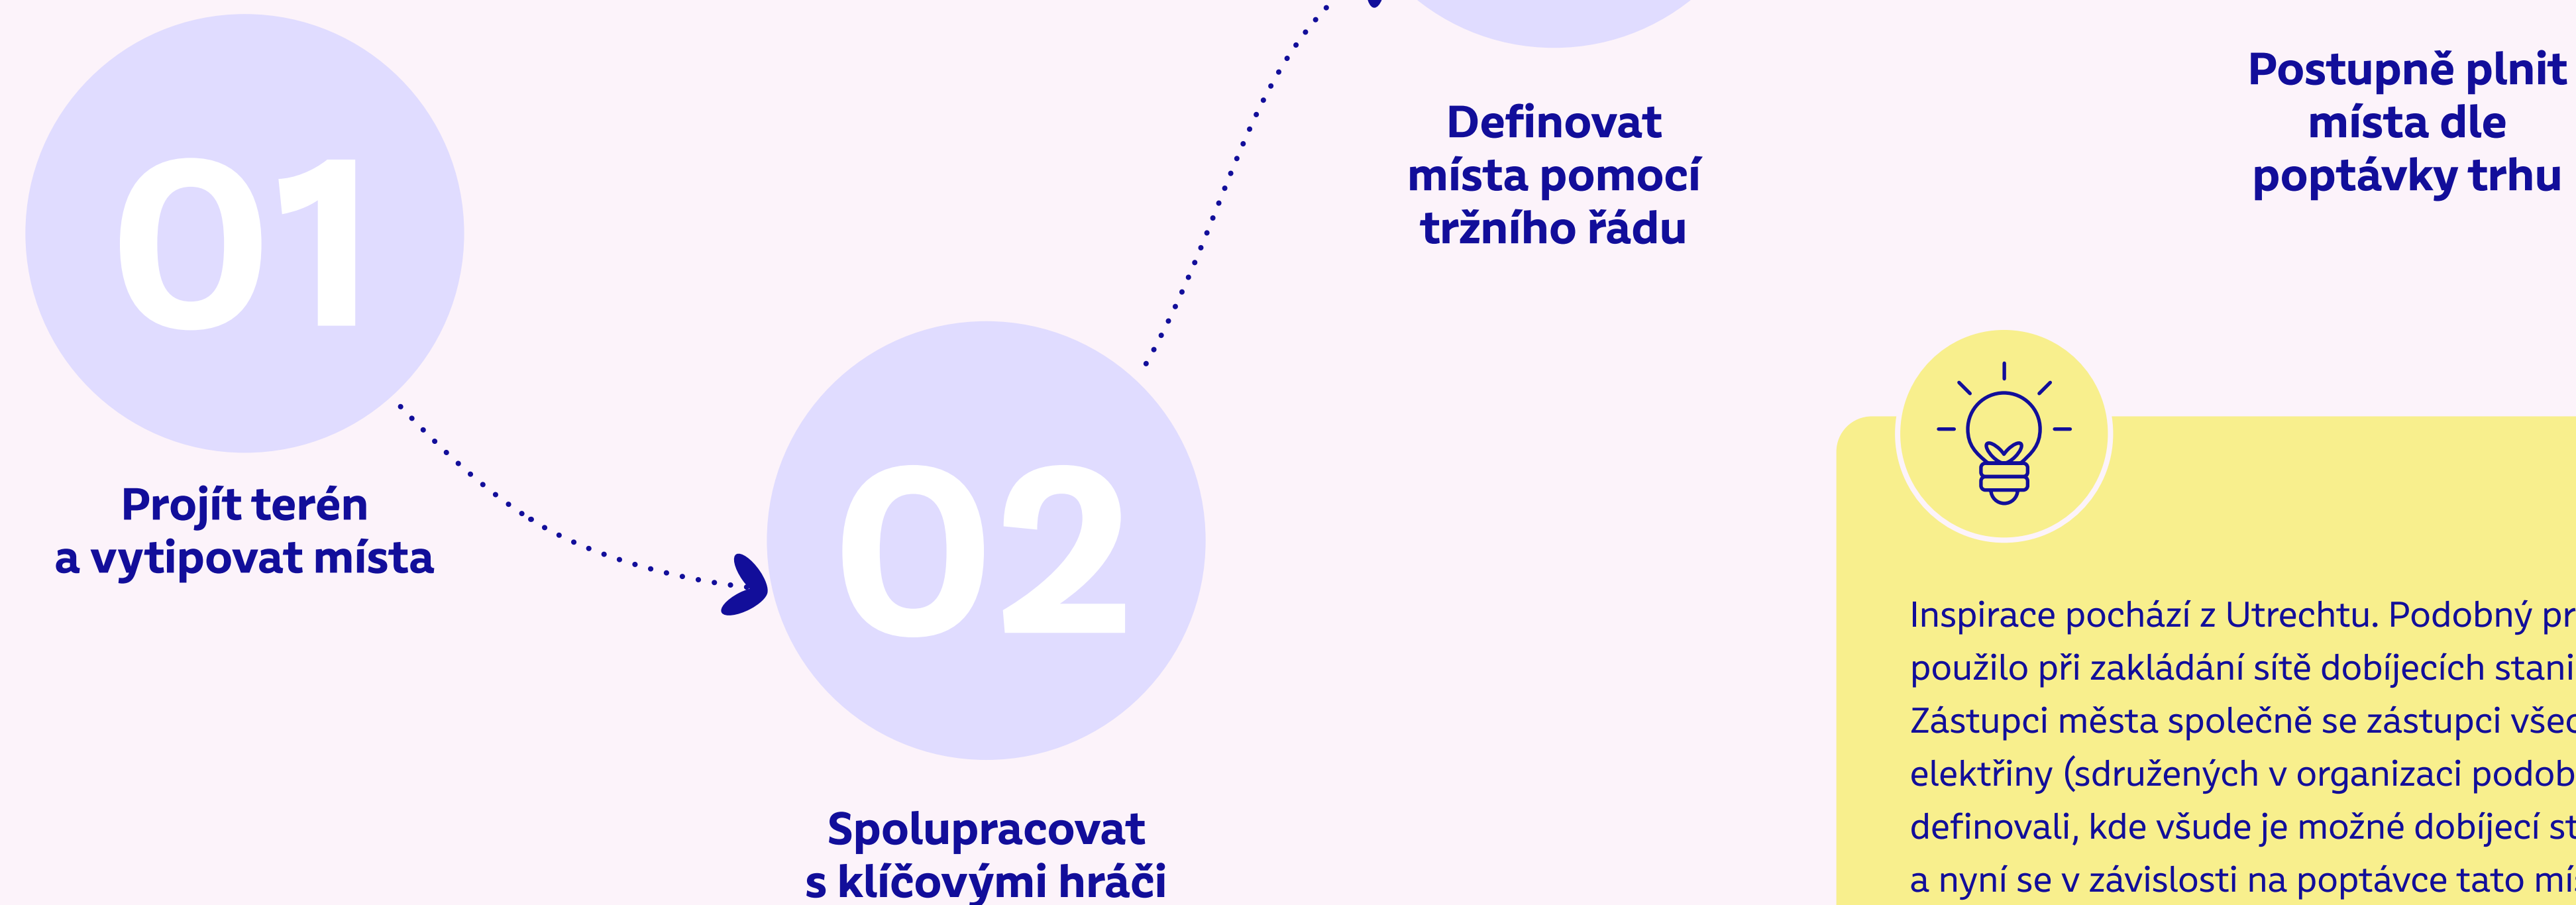 01
Projít terén
a vytipovat místa
02
Spolupracovat
s klíčovými hráči
Definovat
místa pomocí
tržního řádu
Postupně plnit
místa dle
poptávky trhu
Inspirace pochází z Utrechtu. Podobný
použilo při zakládání sítě dobíjecích
Zástupci města společně se zástupci
elektřiny (sdružených v organizaci
definovali, kde všude je možné dobíjecí
a nyní se v závislosti na poptávce tato